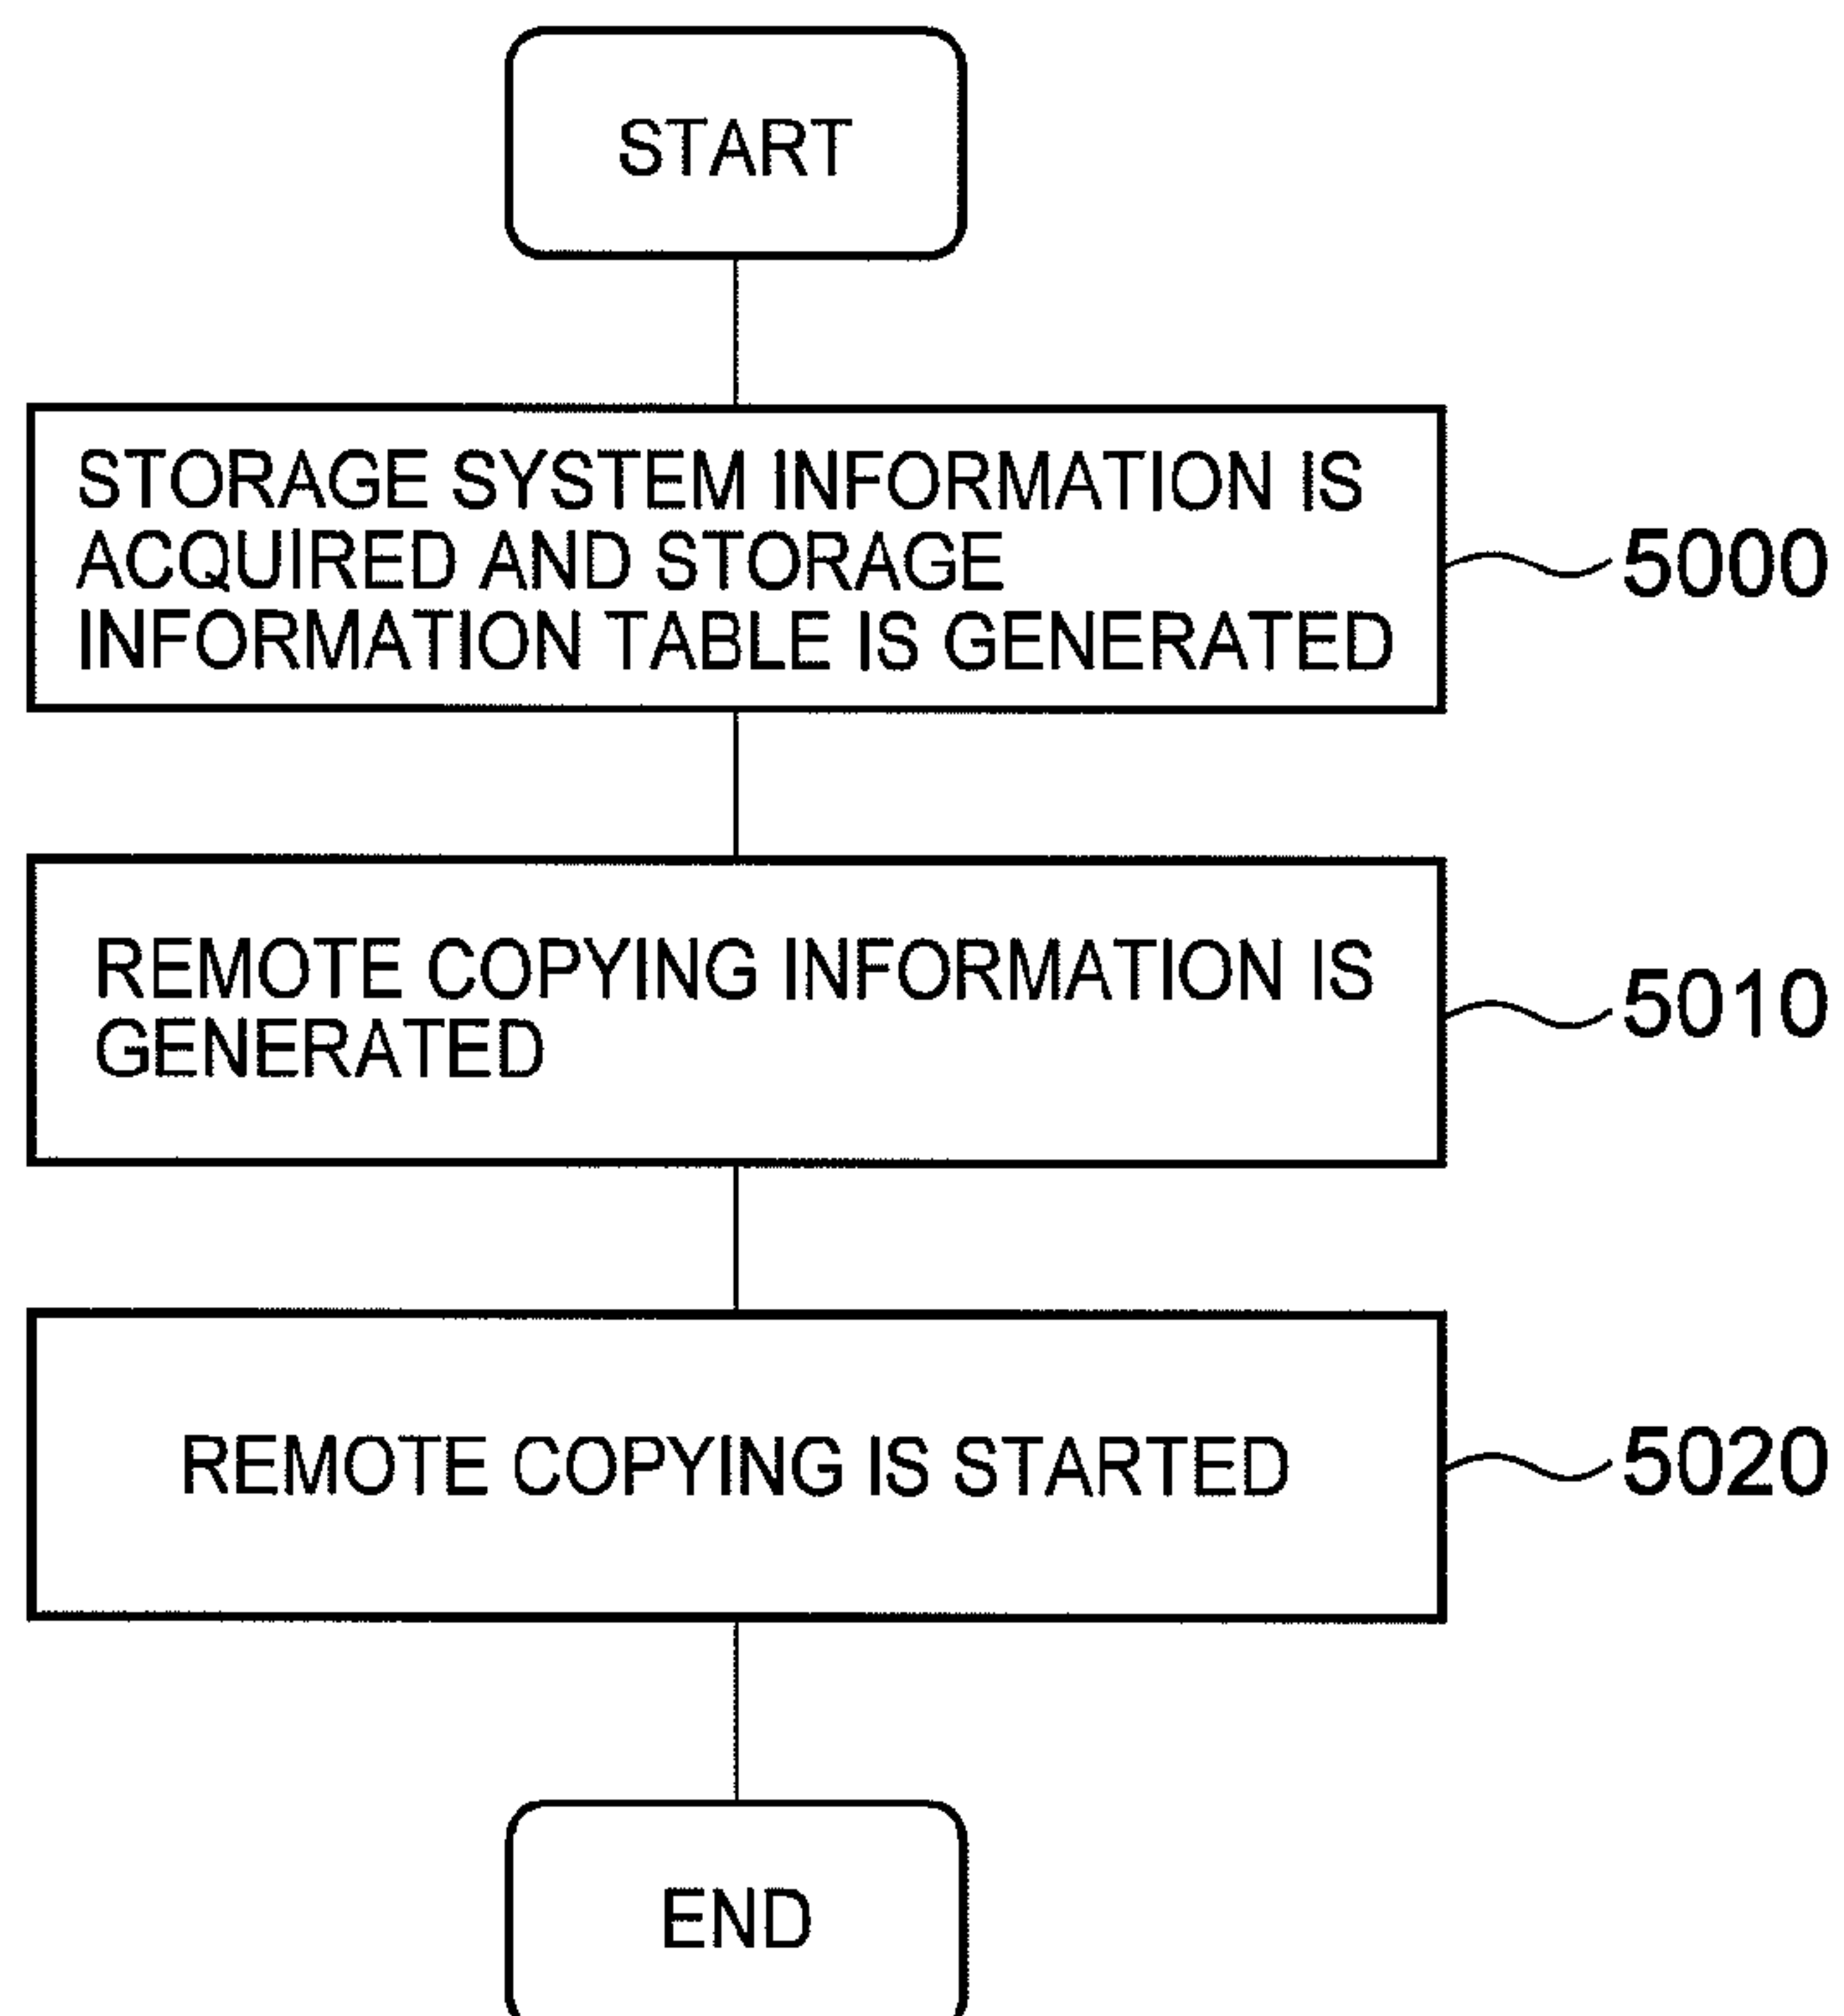 START
STORAGE SYSTEM INFORMATION IS
ACQUIRED AND STORAGE
INFORMATION TABLE IS GENERATED
5000
REMOTE COPYING INFORMATION IS
GENERATED
5010
REMOTE COPYING IS STARTED
5020
END